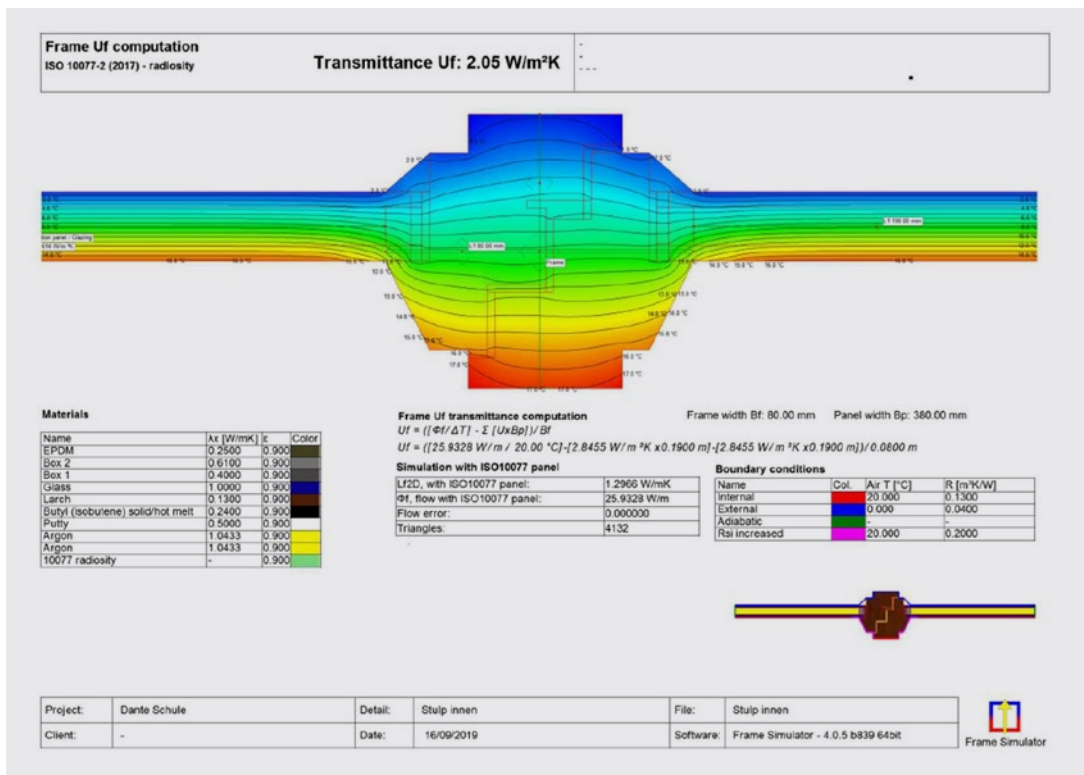 Frame Uf computation
ISO 10077-2 (2017) - radiosity
Transmittance Uf: 2.05 W/m²K
-
-
- - -
L1 80.00 mm
L1 190.00 mm
Frame
Materials
Name λx [W/mK] ε Color
EPDM 0.2500 0.900
Box 2 0.6100 0.900
Box 1 0.4000 0.900
Glass 1.0000 0.900
Larch 0.1300 0.900
Butyl (isobutene) solid/hot melt 0.2400 0.900
Putty 0.5000 0.900
Argon 1.0433 0.900
Argon 1.0433 0.900
10077 radiosity - 0.900
Frame Uf transmittance computation
Frame width Bf: 80.00 mm Panel width Bp: 380.00 mm
Uf = ([Φf/ΔT] - Σ [UxBp])/ Bf
Uf = ([25.9328 W/m / 20.00 °C]-[2.8455 W/m ²K x0.1900 m]-[2.8455 W/m ²K x0.1900 m])/ 0.0800 m
Simulation with ISO10077 panel
Lf2D, with ISO10077 panel: 1.2966 W/mK
Φf, flow with ISO10077 panel: 25.9328 W/m
Flow error: 0.000000
Triangles: 4132
Boundary conditions
Name Col. Air T [°C] R [m²K/W]
Internal 20.000 0.1300
External 0.000 0.0400
Adiabatic - -
Rsi increased 20.000 0.2000
Project: Dante Schule Detail: Stulp innen File: Stulp innen
Client: - Date: 16/09/2019 Software: Frame Simulator - 4.0.5 b839 64bit
Frame Simulator